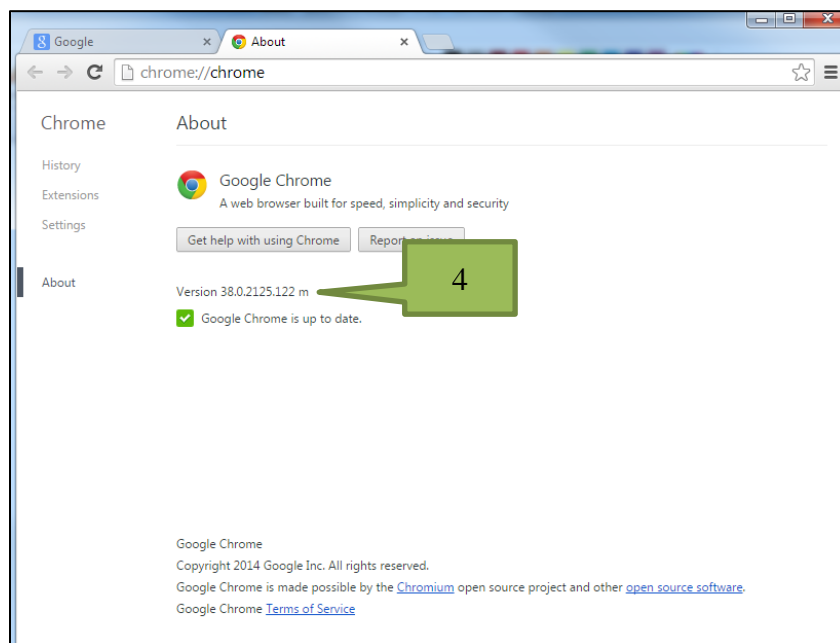 Google
About
chrome://chrome
Chrome
About
History
Extensions
Settings
About
Google Chrome
A web browser built for speed, simplicity and security
Get help with using Chrome
Report an issue
Version 38.0.2125.122 m
4
Google Chrome is up to date.
Google Chrome
Copyright 2014 Google Inc. All rights reserved.
Google Chrome is made possible by the Chromium open source project and other open source software.
Google Chrome Terms of Service